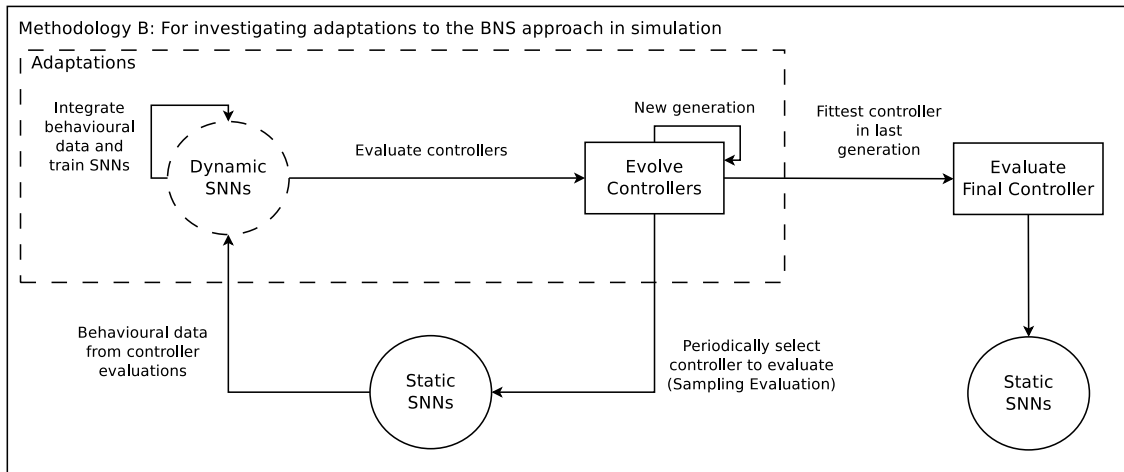 Methodology B: For investigating adaptations to the BNS approach in simulation
Adaptations
Integrate
behavioural
data and
train SNNs
Dynamic
SNNs
Evaluate controllers
New generation
Evolve
Controllers
Fittest controller
in last
generation
Evaluate
Final Controller
Behavioural data
from controller
evaluations
Static
SNNs
Periodically select
controller to evaluate
(Sampling Evaluation)
Static
SNNs